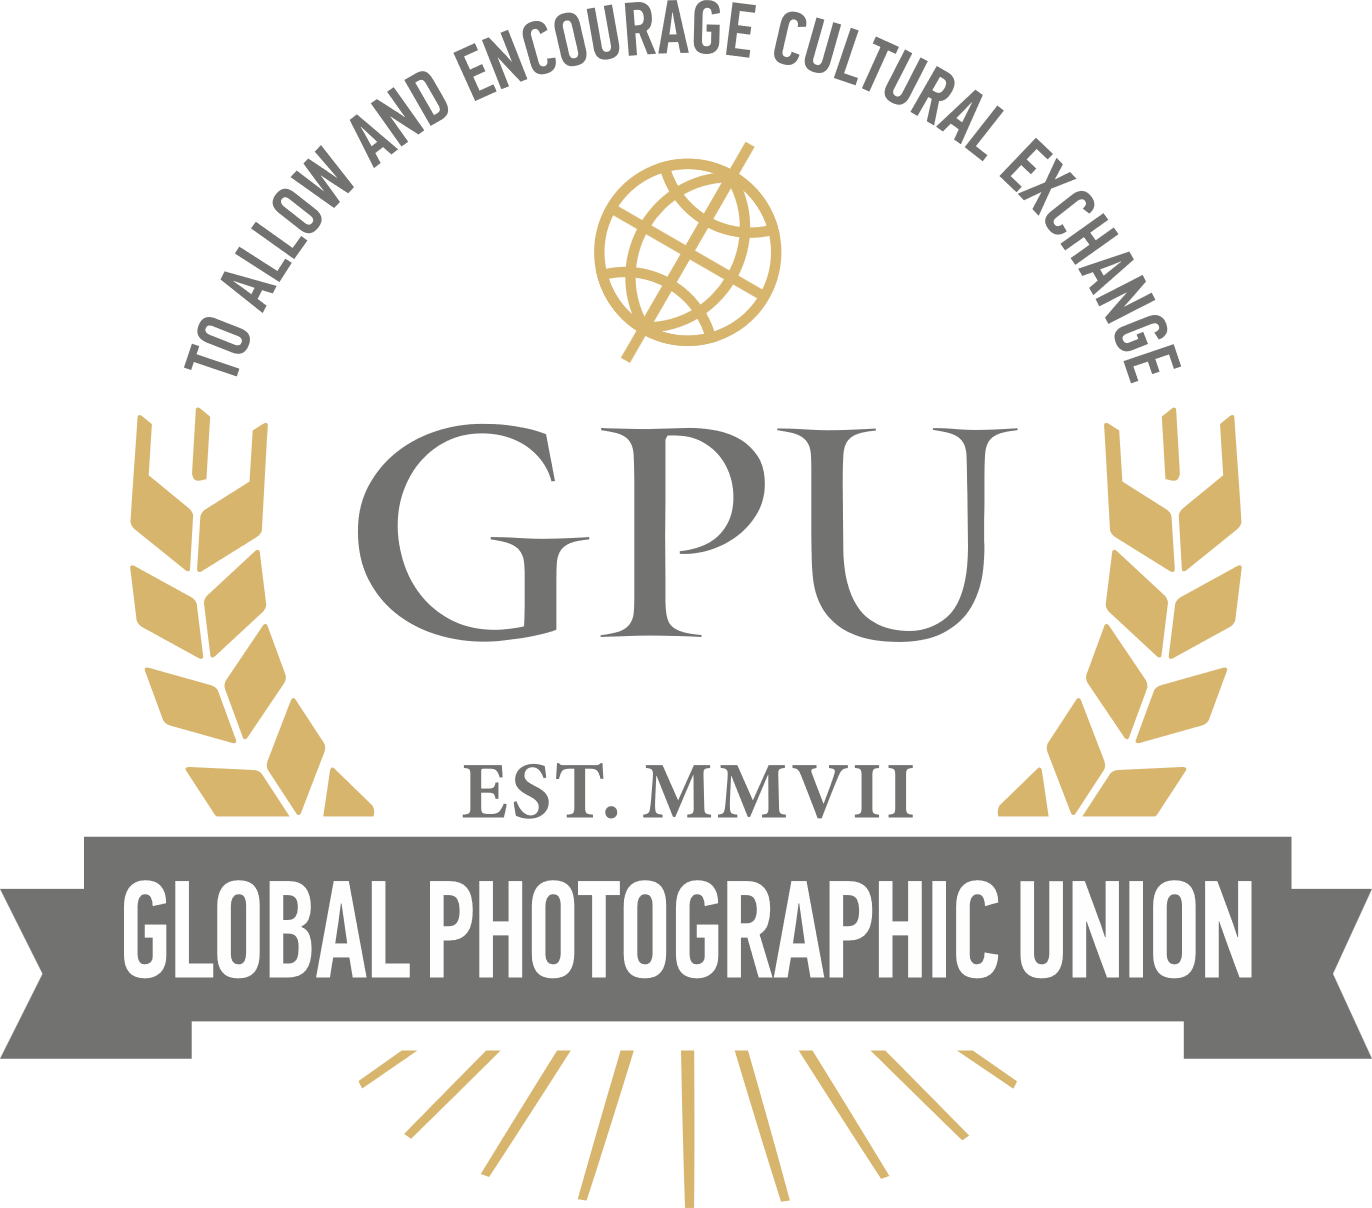 TO ALLOW AND ENCOURAGE CULTURAL EXCHANGE
GPU
EST. MMVII
GLOBAL PHOTOGRAPHIC UNION